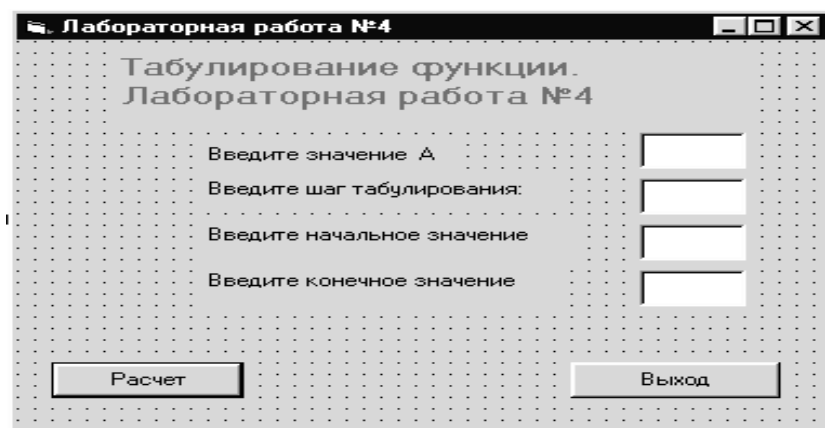 Лабораторная работа №4
Табулирование функции.
Лабораторная работа №4
Введите значение А
Введите шаг табулирования:
Введите начальное значение
Введите конечное значение
Расчет
Выход